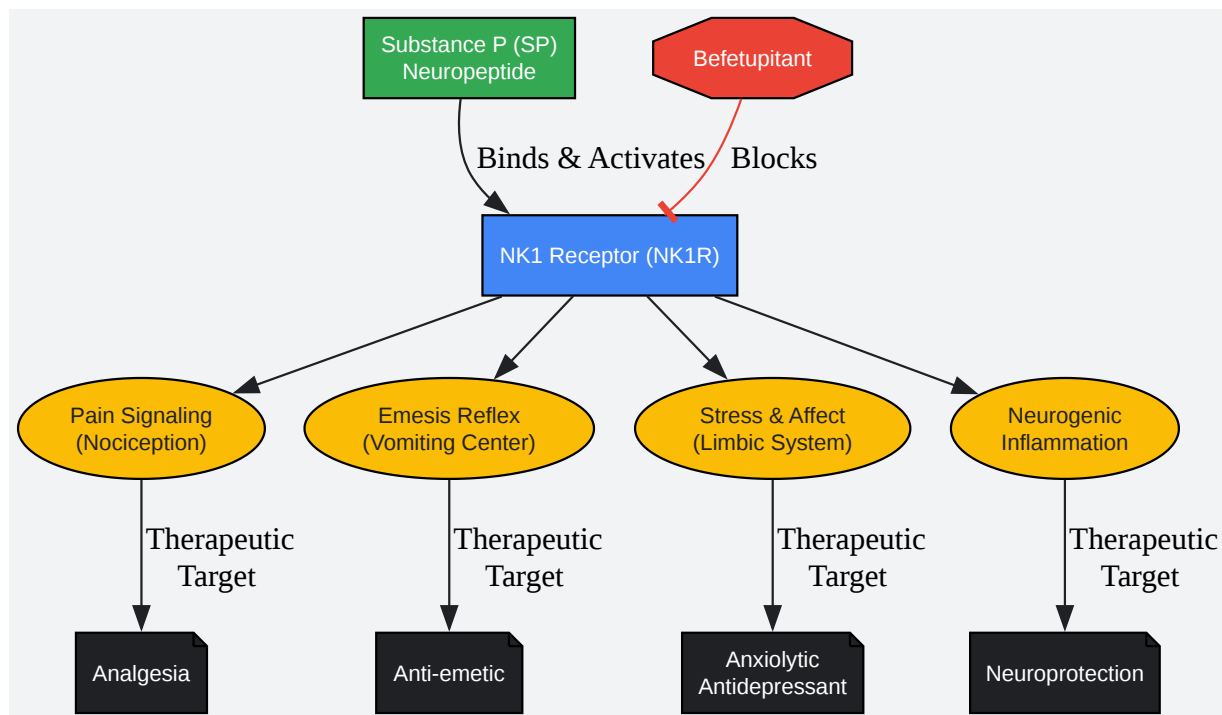 Substance P (SP)
Neuropeptide
Befetupitant
Binds & Activates
Blocks
NK1 Receptor (NK1R)
Pain Signaling
(Nociception)
Emesis Reflex
(Vomiting Center)
Stress & Affect
(Limbic System)
Neurogenic
Inflammation
Therapeutic
Target
Therapeutic
Target
Therapeutic
Target
Therapeutic
Target
Analgesia
Anti-emetic
Anxiolytic
Antidepressant
Neuroprotection